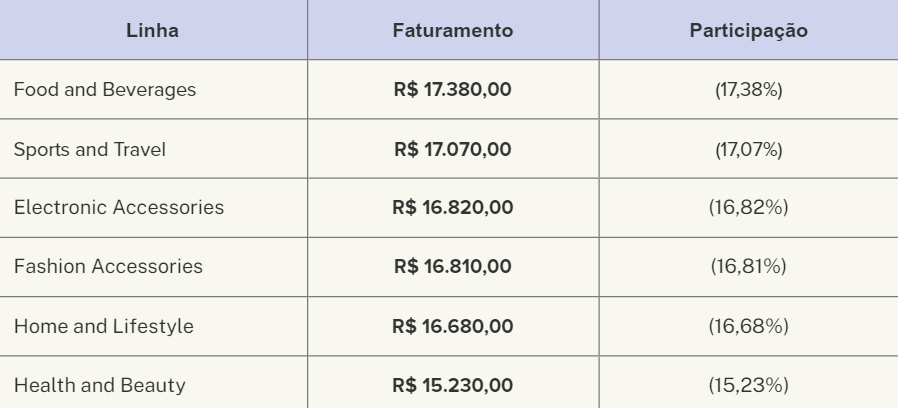 Linha Faturamento Participação
Food and Beverages R$ 17.380,00 (17,38%)
Sports and Travel R$ 17.070,00 (17,07%)
Electronic Accessories R$ 16.820,00 (16,82%)
Fashion Accessories R$ 16.810,00 (16,81%)
Home and Lifestyle R$ 16.680,00 (16,68%)
Health and Beauty R$ 15.230,00 (15,23%)